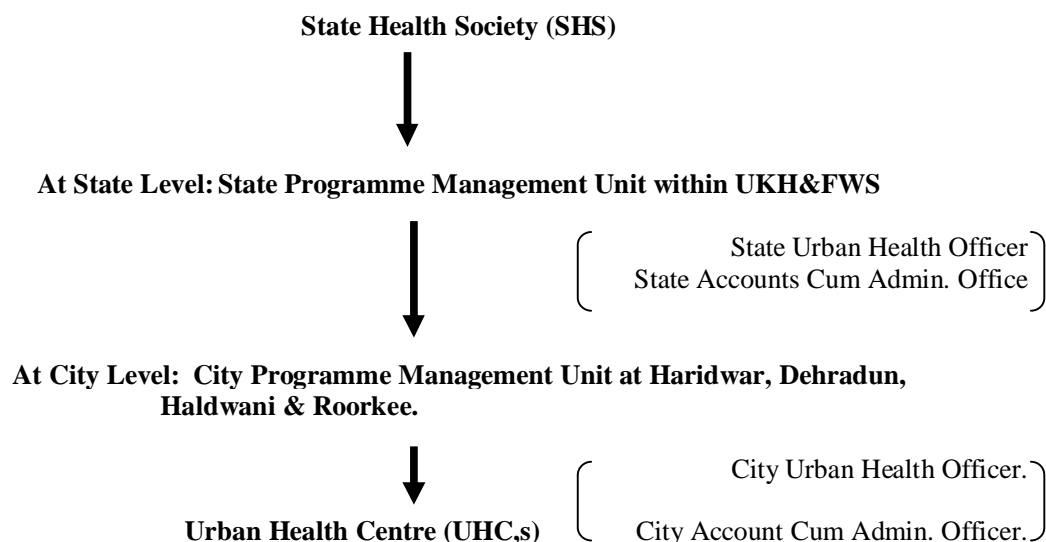 State Health Society (SHS)
At State Level: State Programme Management Unit within UKH&FWS
State Urban Health Officer
State Accounts Cum Admin. Office
At City Level: City Programme Management Unit at Haridwar, Dehradun,
Haldwani & Roorkee.
City Urban Health Officer.
Urban Health Centre (UHC,s)
City Account Cum Admin. Officer.